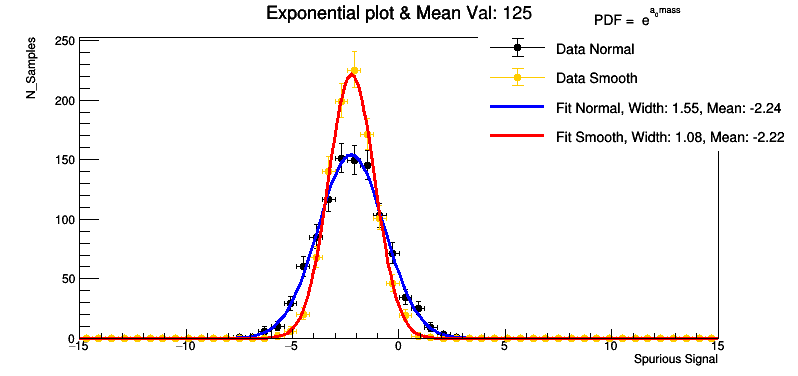 Exponential plot & Mean Val: 125
PDF = e^{a_0 mass}
Data Normal
Data Smooth
Fit Normal, Width: 1.55, Mean: -2.24
Fit Smooth, Width: 1.08, Mean: -2.22
N_Samples
250
200
150
100
50
0
−15 −10 −5 0 5 10 15
Spurious Signal